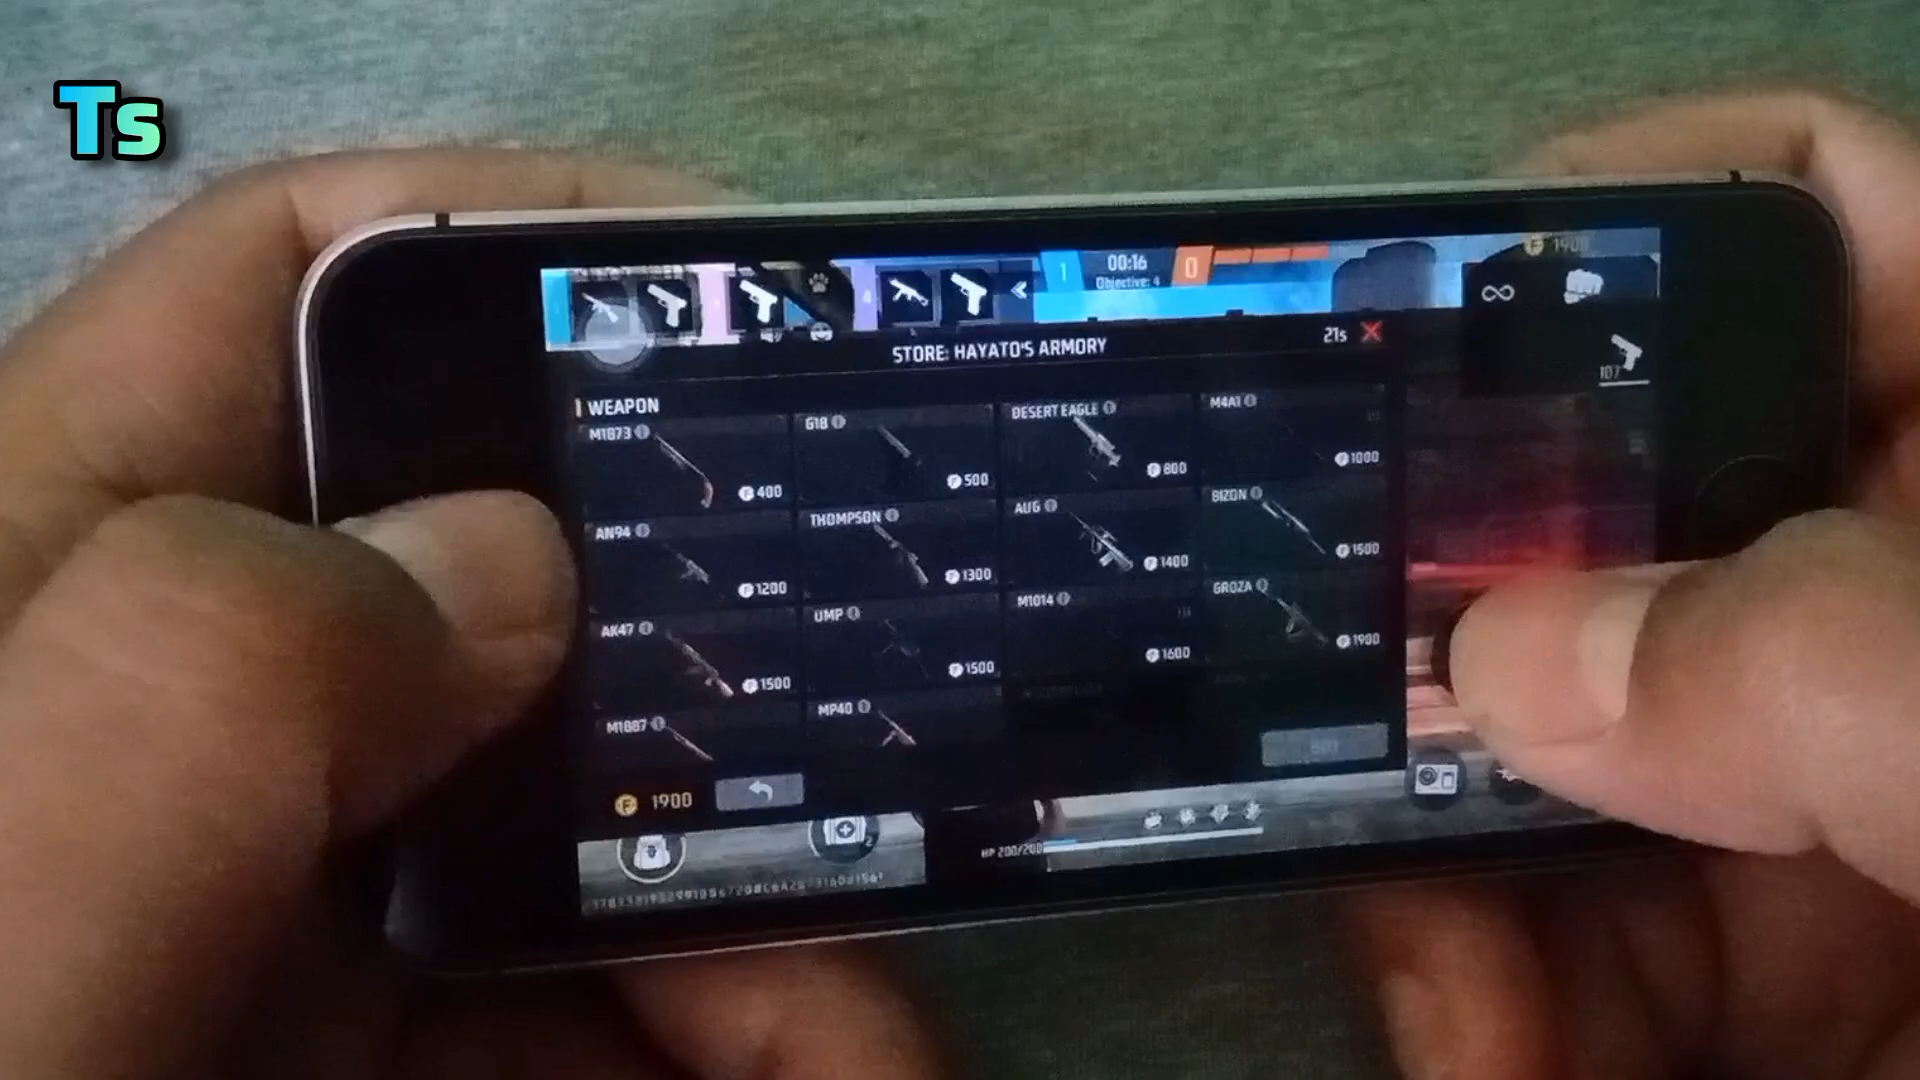 Ts
1 00:16 0
Objective: 4
1900
STORE: HAYATO'S ARMORY 21s
107
WEAPON
M1873 400
G18 500
DESERT EAGLE 800
M4A1 1000
AN94 1200
THOMPSON 1300
AUG 1400
BIZON 1500
AK47 1500
UMP 1500
M1014 1600
GROZA 1900
M1887
MP40
1900
2
HP 200/200